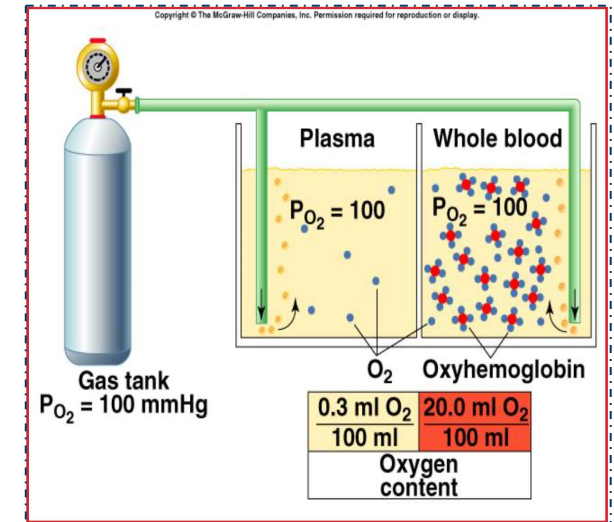 Copyright © The McGraw-Hill Companies, Inc. Permission required for reproduction or display.
Plasma
Whole blood
PO2 = 100
PO2 = 100
O2
Oxyhemoglobin
Gas tank
PO2 = 100 mmHg
0.3 ml O2
100 ml
20.0 ml O2
100 ml
Oxygen
content